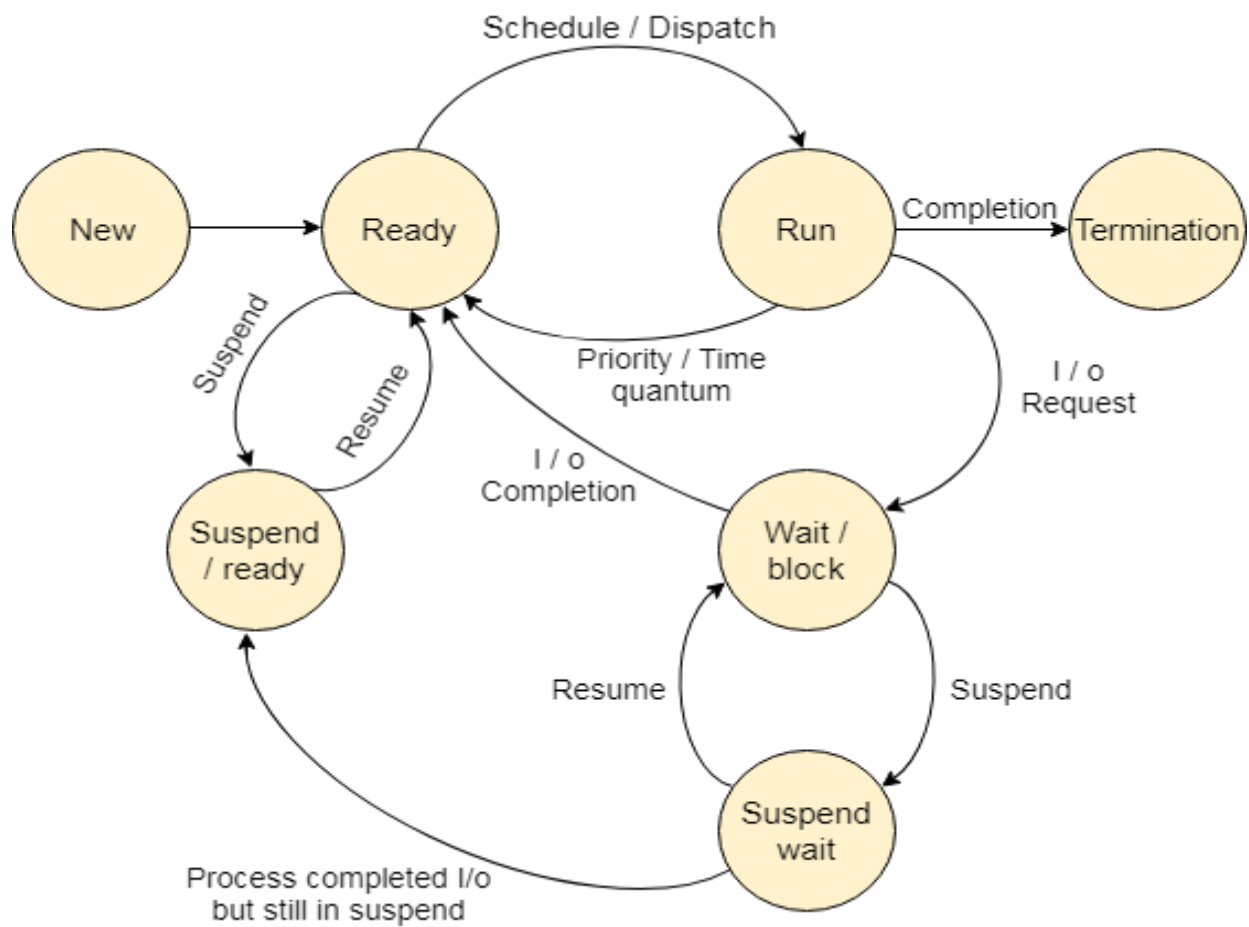 Schedule / Dispatch
New
Ready
Run
Completion
Termination
Suspend
Resume
Priority / Time
quantum
I / o
Request
I / o
Completion
Suspend
/ ready
Wait /
block
Resume
Suspend
Suspend
wait
Process completed I/o
but still in suspend